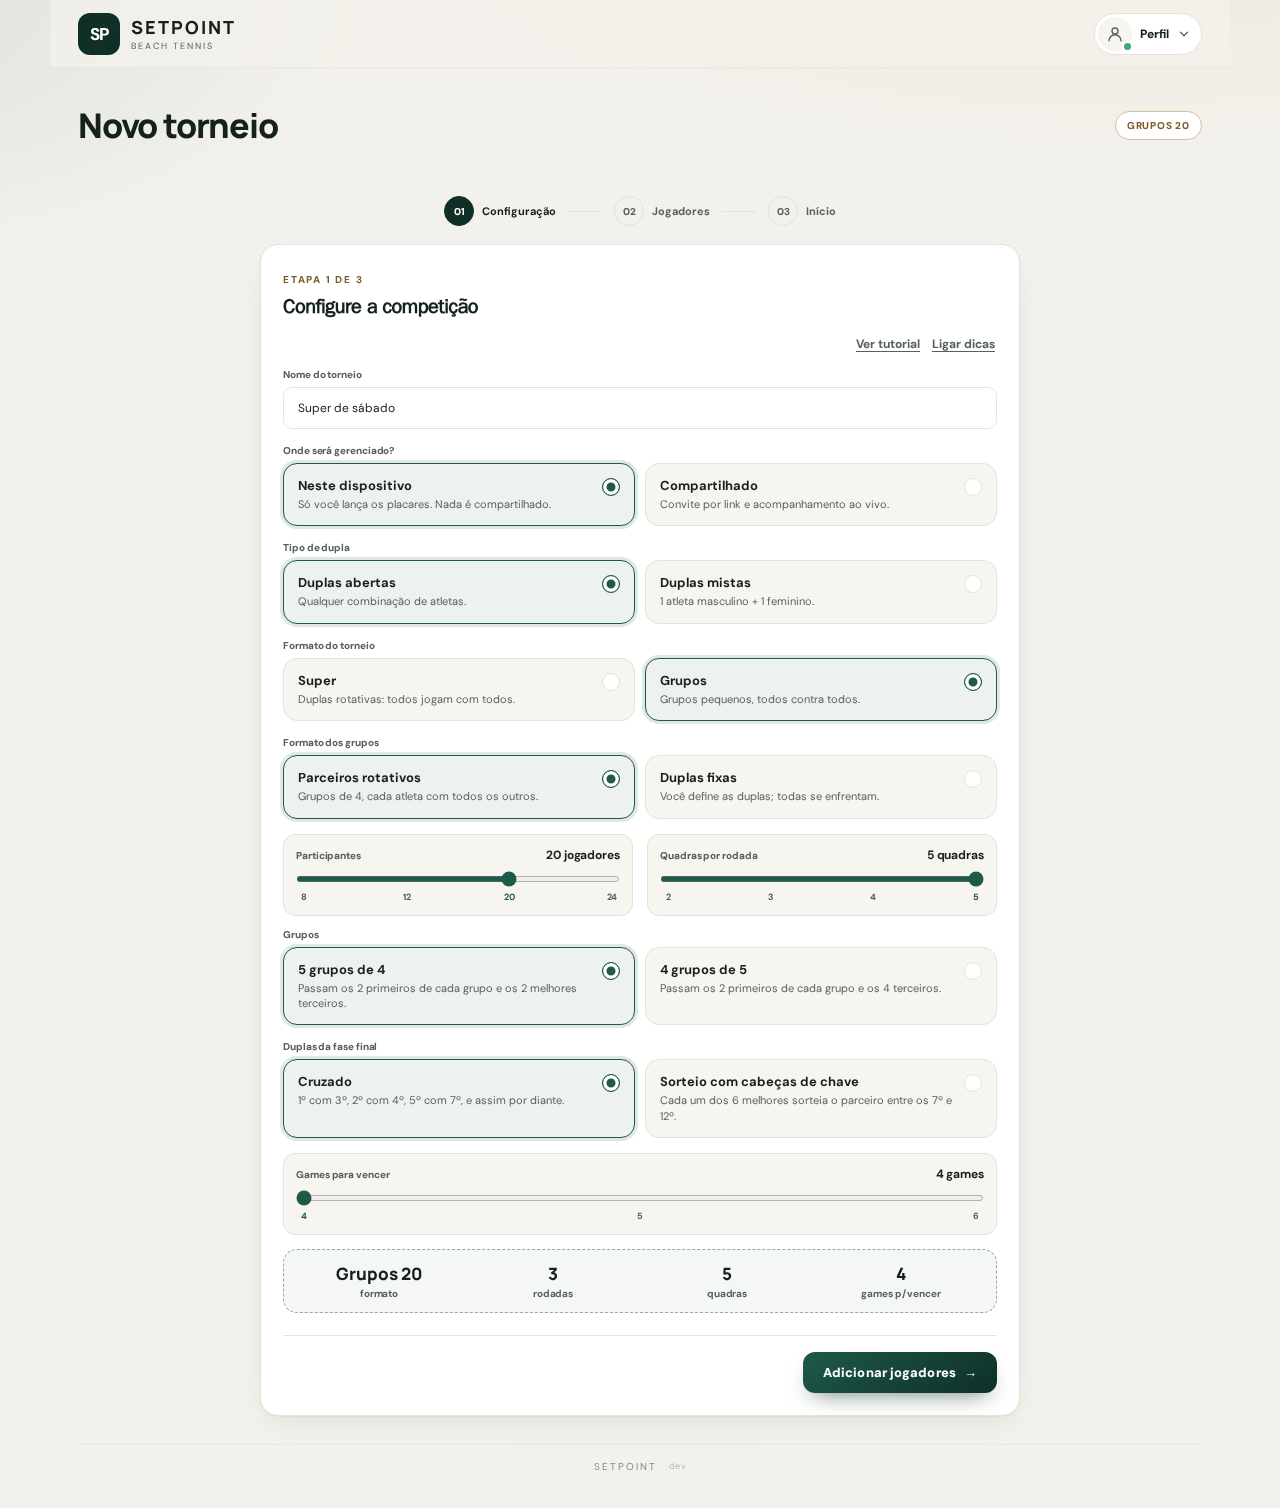 SP
SETPOINT
BEACH TENNIS
Perfil
Novo torneio
GRUPOS 20
01 Configuração
02 Jogadores
03 Início
ETAPA 1 DE 3
Configure a competição
Ver tutorial Ligar dicas
Nome do torneio
Super de sábado
Onde será gerenciado?
Neste dispositivo
Só você lança os placares. Nada é compartilhado.
Compartilhado
Convite por link e acompanhamento ao vivo.
Tipo de dupla
Duplas abertas
Qualquer combinação de atletas.
Duplas mistas
1 atleta masculino + 1 feminino.
Formato do torneio
Super
Duplas rotativas: todos jogam com todos.
Grupos
Grupos pequenos, todos contra todos.
Formato dos grupos
Parceiros rotativos
Grupos de 4, cada atleta com todos os outros.
Duplas fixas
Você define as duplas; todas se enfrentam.
Participantes 20 jogadores
8 12 20 24
Quadras por rodada 5 quadras
2 3 4 5
Grupos
5 grupos de 4
Passam os 2 primeiros de cada grupo e os 2 melhores
terceiros.
4 grupos de 5
Passam os 2 primeiros de cada grupo e os 4 terceiros.
Duplas da fase final
Cruzado
1º com 3º, 2º com 4º, 5º com 7º, e assim por diante.
Sorteio com cabeças de chave
Cada um dos 6 melhores sorteia o parceiro entre os 7º e
12º.
Games para vencer 4 games
4 5 6
Grupos 20
formato
3
rodadas
5
quadras
4
games p/vencer
Adicionar jogadores →
SETPOINT dev